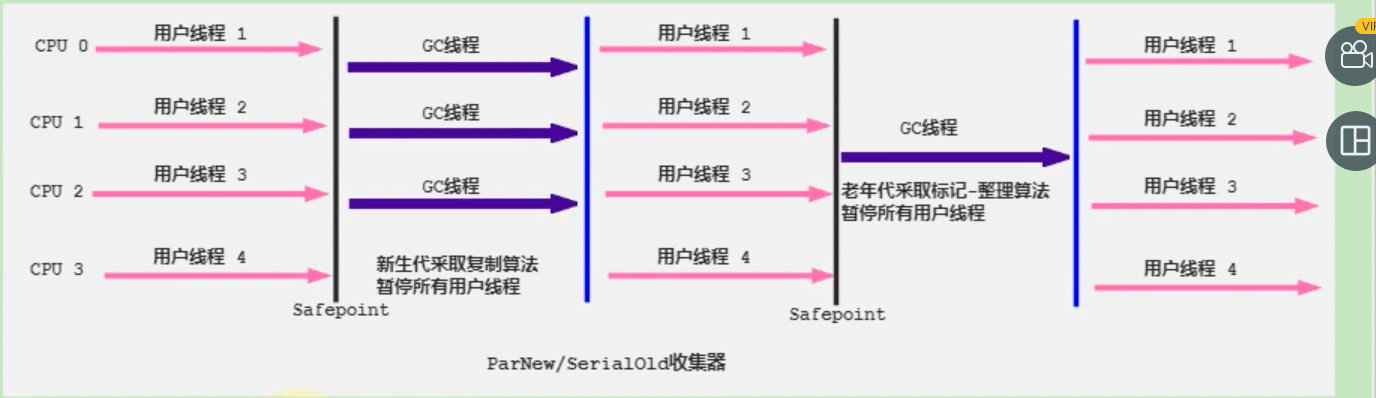 用户线程 1
GC线程
用户线程 1
用户线程 1
CPU 0
用户线程 2
GC线程
用户线程 2
GC线程
用户线程 2
CPU 1
用户线程 3
GC线程
用户线程 3
老年代采取标记-整理算法
暂停所有用户线程
用户线程 3
CPU 2
用户线程 4
新生代采取复制算法
暂停所有用户线程
用户线程 4
用户线程 4
CPU 3
Safepoint
Safepoint
ParNew/SerialOld收集器
VIP